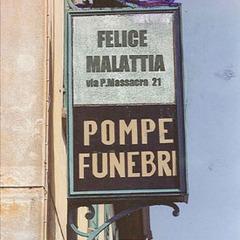 FELICE
MALATTIA
via P.Massacra 21
POMPE
FUNEBRI